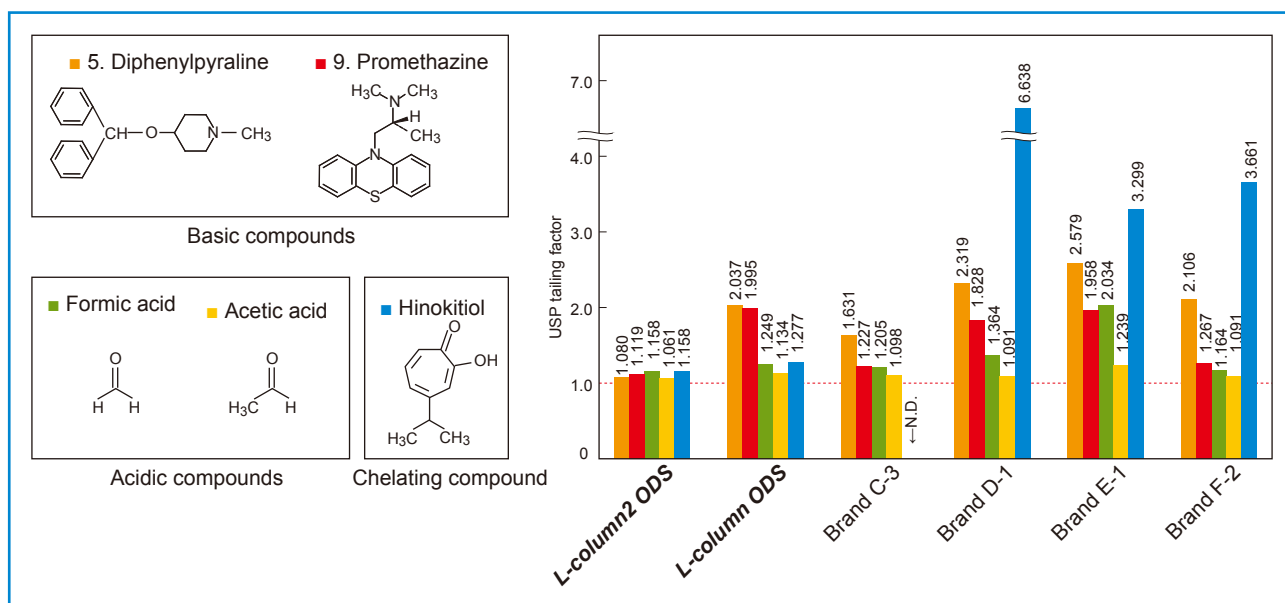 5. Diphenylpyraline
9. Promethazine
CH
O
N
CH₃
H₃C
CH₃
N
H
CH₃
N
S
Basic compounds
Formic acid
Acetic acid
O
H
H
O
H₃C
H
Acidic compounds
Hinokitiol
O
OH
H₃C
CH₃
Chelating compound
USP tailing factor
7.0
4.0
3.0
2.0
1.0
0
1.080
1.119
1.158
1.061
1.158
2.037
1.995
1.249
1.134
1.277
1.631
1.227
1.205
1.098
←N.D.
2.319
1.828
1.364
1.091
6.638
2.579
1.958
2.034
1.239
3.299
2.106
1.267
1.164
1.091
3.661
L-column2 ODS
L-column ODS
Brand C-3
Brand D-1
Brand E-1
Brand F-2